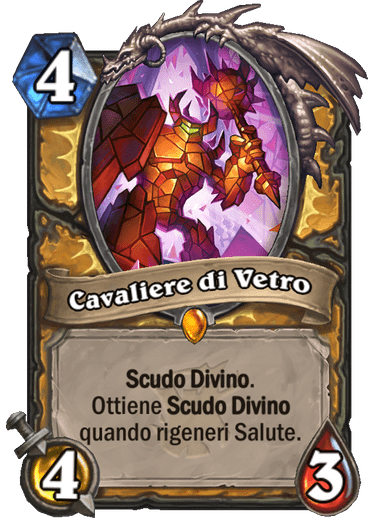 4
Cavaliere di Vetro
Scudo Divino.
Ottiene Scudo Divino
quando rigeneri Salute.
4
3